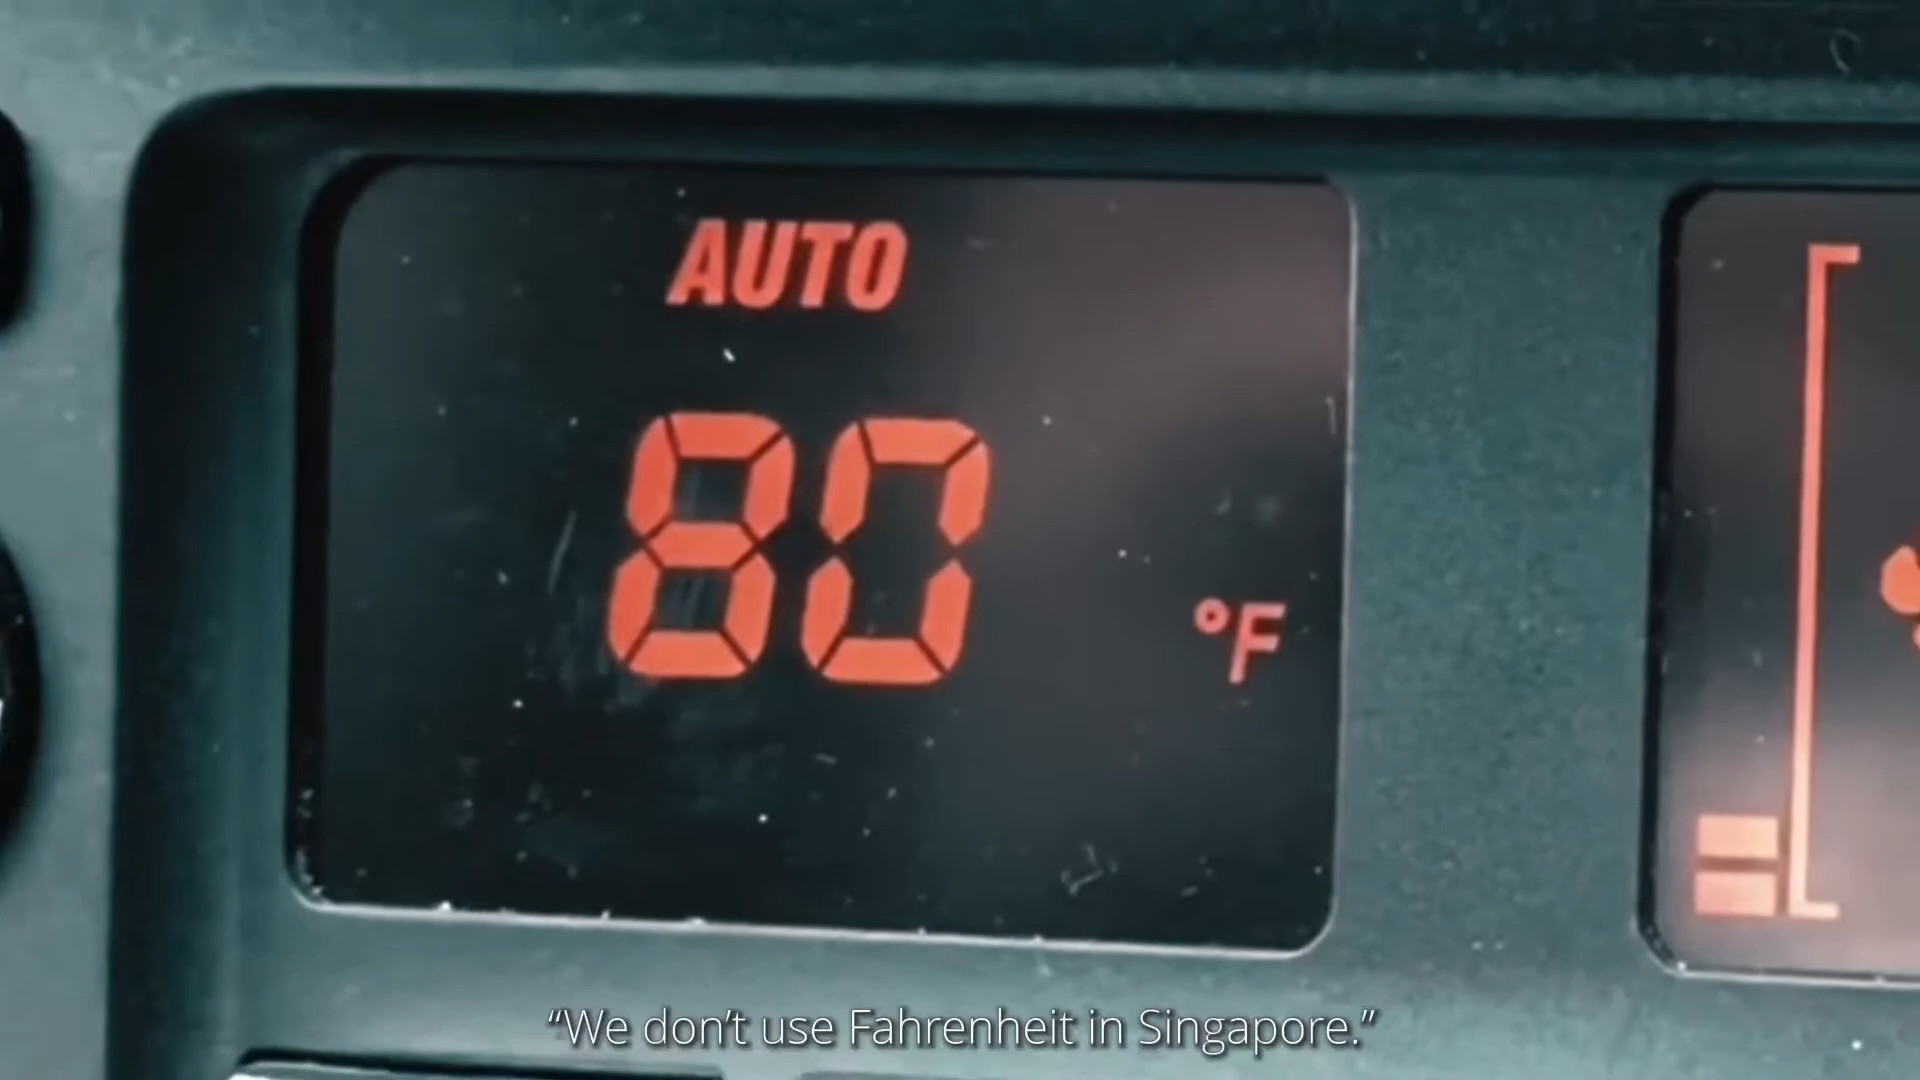 AUTO
80
°F
“We don’t use Fahrenheit in Singapore.”